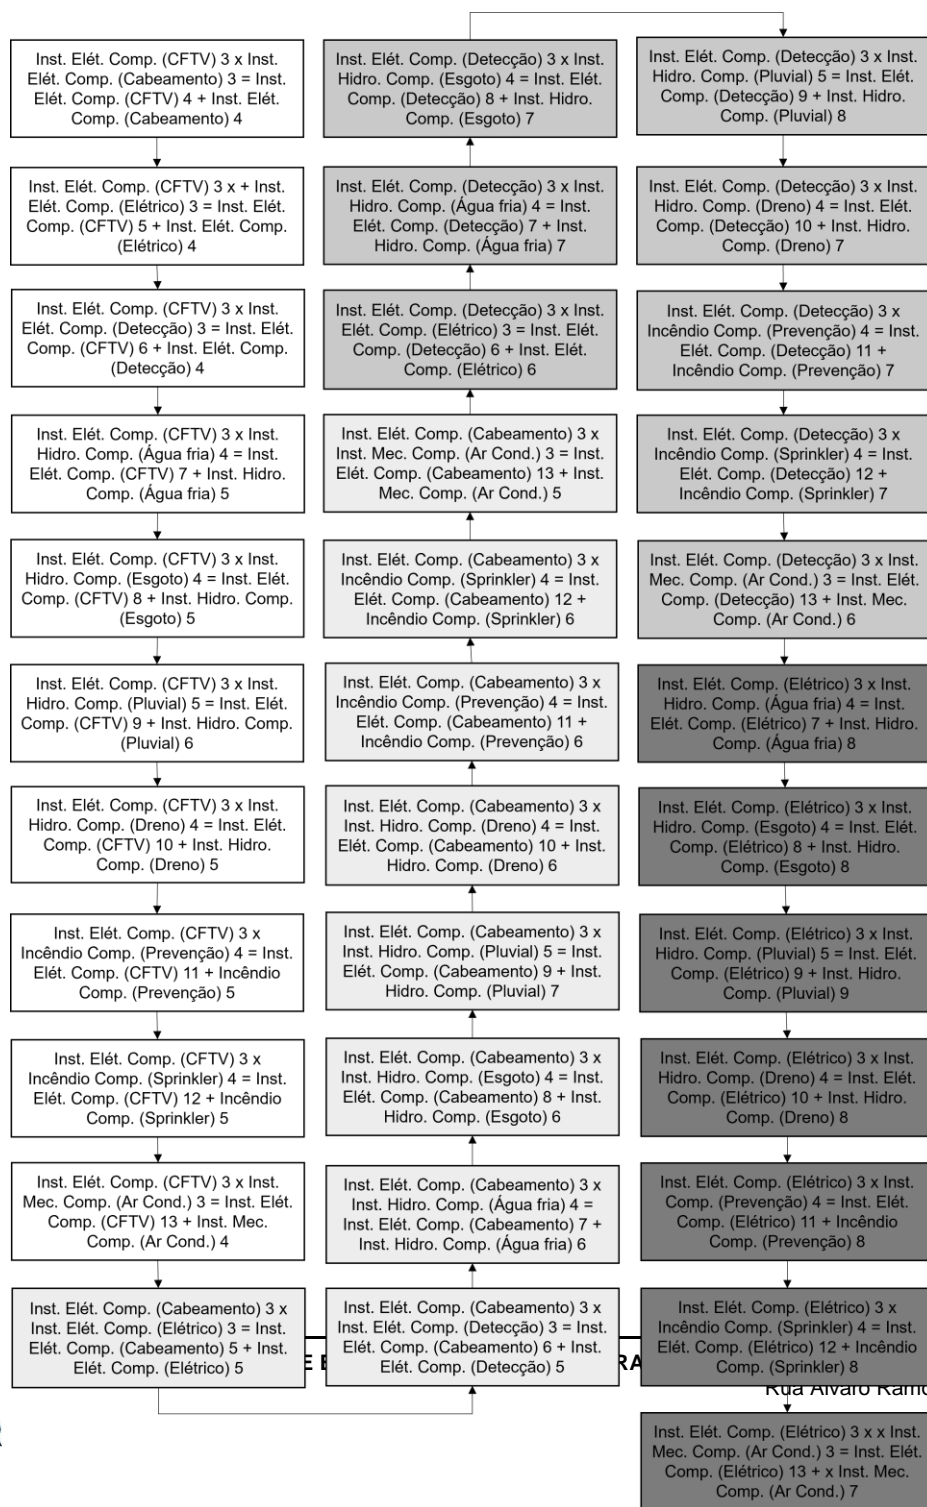 Inst. Elét. Comp. (CFTV) 3 x Inst.
Elét. Comp. (Cabeamento) 3 = Inst.
Elét. Comp. (CFTV) 4 + Inst. Elét.
Comp. (Cabeamento) 4
Inst. Elét. Comp. (CFTV) 3 x + Inst.
Elét. Comp. (Elétrico) 3 = Inst. Elét.
Comp. (CFTV) 5 + Inst. Elét. Comp.
(Elétrico) 4
Inst. Elét. Comp. (CFTV) 3 x Inst.
Elét. Comp. (Detecção) 3 = Inst. Elét.
Comp. (CFTV) 6 + Inst. Elét. Comp.
(Detecção) 4
Inst. Elét. Comp. (CFTV) 3 x Inst.
Hidro. Comp. (Água fria) 4 = Inst.
Elét. Comp. (CFTV) 7 + Inst. Hidro.
Comp. (Água fria) 5
Inst. Elét. Comp. (CFTV) 3 x Inst.
Hidro. Comp. (Esgoto) 4 = Inst. Elét.
Comp. (CFTV) 8 + Inst. Hidro. Comp.
(Esgoto) 5
Inst. Elét. Comp. (CFTV) 3 x Inst.
Hidro. Comp. (Pluvial) 5 = Inst. Elét.
Comp. (CFTV) 9 + Inst. Hidro. Comp.
(Pluvial) 6
Inst. Elét. Comp. (CFTV) 3 x Inst.
Hidro. Comp. (Dreno) 4 = Inst. Elét.
Comp. (CFTV) 10 + Inst. Hidro.
Comp. (Dreno) 5
Inst. Elét. Comp. (CFTV) 3 x
Incêndio Comp. (Prevenção) 4 = Inst.
Elét. Comp. (CFTV) 11 + Incêndio
Comp. (Prevenção) 5
Inst. Elét. Comp. (CFTV) 3 x
Incêndio Comp. (Sprinkler) 4 = Inst.
Elét. Comp. (CFTV) 12 + Incêndio
Comp. (Sprinkler) 5
Inst. Elét. Comp. (CFTV) 3 x Inst.
Mec. Comp. (Ar Cond.) 3 = Inst. Elét.
Comp. (CFTV) 13 + Inst. Mec.
Comp. (Ar Cond.) 4
Inst. Elét. Comp. (Cabeamento) 3 x
Inst. Elét. Comp. (Elétrico) 3 = Inst.
Elét. Comp. (Cabeamento) 5 + Inst.
Elét. Comp. (Elétrico) 5
Inst. Elét. Comp. (Cabeamento) 3 x
Inst. Elét. Comp. (Detecção) 3 = Inst.
Elét. Comp. (Cabeamento) 6 + Inst.
Elét. Comp. (Detecção) 5
Inst. Elét. Comp. (Cabeamento) 3 x
Inst. Hidro. Comp. (Água fria) 4 =
Inst. Elét. Comp. (Cabeamento) 7 +
Inst. Hidro. Comp. (Água fria) 6
Inst. Elét. Comp. (Cabeamento) 3 x
Inst. Hidro. Comp. (Esgoto) 4 = Inst.
Elét. Comp. (Cabeamento) 8 + Inst.
Hidro. Comp. (Esgoto) 6
Inst. Elét. Comp. (Cabeamento) 3 x
Inst. Hidro. Comp. (Pluvial) 5 = Inst.
Elét. Comp. (Cabeamento) 9 + Inst.
Hidro. Comp. (Pluvial) 7
Inst. Elét. Comp. (Cabeamento) 3 x
Inst. Hidro. Comp. (Dreno) 4 = Inst.
Elét. Comp. (Cabeamento) 10 + Inst.
Hidro. Comp. (Dreno) 6
Inst. Elét. Comp. (Cabeamento) 3 x
Incêndio Comp. (Prevenção) 4 = Inst.
Elét. Comp. (Cabeamento) 11 +
Incêndio Comp. (Prevenção) 6
Inst. Elét. Comp. (Cabeamento) 3 x
Incêndio Comp. (Sprinkler) 4 = Inst.
Elét. Comp. (Cabeamento) 12 +
Incêndio Comp. (Sprinkler) 6
Inst. Elét. Comp. (Cabeamento) 3 x
Inst. Mec. Comp. (Ar Cond.) 3 = Inst.
Elét. Comp. (Cabeamento) 13 + Inst.
Mec. Comp. (Ar Cond.) 5
Inst. Elét. Comp. (Detecção) 3 x Inst.
Elét. Comp. (Elétrico) 3 = Inst. Elét.
Comp. (Detecção) 6 + Inst. Elét.
Comp. (Elétrico) 6
Inst. Elét. Comp. (Detecção) 3 x Inst.
Hidro. Comp. (Água fria) 4 = Inst.
Elét. Comp. (Detecção) 7 + Inst.
Hidro. Comp. (Água fria) 7
Inst. Elét. Comp. (Detecção) 3 x Inst.
Hidro. Comp. (Esgoto) 4 = Inst. Elét.
Comp. (Detecção) 8 + Inst. Hidro.
Comp. (Esgoto) 7
Inst. Elét. Comp. (Detecção) 3 x Inst.
Hidro. Comp. (Pluvial) 5 = Inst. Elét.
Comp. (Detecção) 9 + Inst. Hidro.
Comp. (Pluvial) 8
Inst. Elét. Comp. (Detecção) 3 x Inst.
Hidro. Comp. (Dreno) 4 = Inst. Elét.
Comp. (Detecção) 10 + Inst. Hidro.
Comp. (Dreno) 7
Inst. Elét. Comp. (Detecção) 3 x
Incêndio Comp. (Prevenção) 4 = Inst.
Elét. Comp. (Detecção) 11 +
Incêndio Comp. (Prevenção) 7
Inst. Elét. Comp. (Detecção) 3 x
Incêndio Comp. (Sprinkler) 4 = Inst.
Elét. Comp. (Detecção) 12 +
Incêndio Comp. (Sprinkler) 7
Inst. Elét. Comp. (Detecção) 3 x Inst.
Mec. Comp. (Ar Cond.) 3 = Inst. Elét.
Comp. (Detecção) 13 + Inst. Mec.
Comp. (Ar Cond.) 6
Inst. Elét. Comp. (Elétrico) 3 x Inst.
Hidro. Comp. (Água fria) 4 = Inst.
Elét. Comp. (Elétrico) 7 + Inst. Hidro.
Comp. (Água fria) 8
Inst. Elét. Comp. (Elétrico) 3 x Inst.
Hidro. Comp. (Esgoto) 4 = Inst. Elét.
Comp. (Elétrico) 8 + Inst. Hidro.
Comp. (Esgoto) 8
Inst. Elét. Comp. (Elétrico) 3 x Inst.
Hidro. Comp. (Pluvial) 5 = Inst. Elét.
Comp. (Elétrico) 9 + Inst. Hidro.
Comp. (Pluvial) 9
Inst. Elét. Comp. (Elétrico) 3 x Inst.
Hidro. Comp. (Dreno) 4 = Inst. Elét.
Comp. (Elétrico) 10 + Inst. Hidro.
Comp. (Dreno) 8
Inst. Elét. Comp. (Elétrico) 3 x Inst.
Comp. (Prevenção) 4 = Inst. Elét.
Comp. (Elétrico) 11 + Incêndio
Comp. (Prevenção) 8
Inst. Elét. Comp. (Elétrico) 3 x
Incêndio Comp. (Sprinkler) 4 = Inst.
Elét. Comp. (Elétrico) 12 + Incêndio
Comp. (Sprinkler) 8
Inst. Elét. Comp. (Elétrico) 3 x x Inst.
Mec. Comp. (Ar Cond.) 3 = Inst. Elét.
Comp. (Elétrico) 13 + x Inst. Mec.
Comp. (Ar Cond.) 7
E
RA
Rua Álvaro Ramo